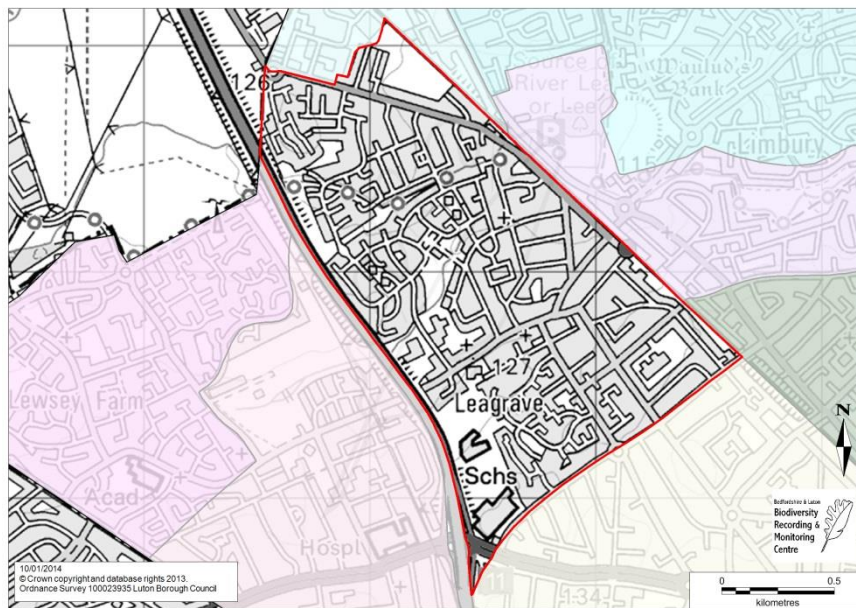 126
Source of
River Lea
or Lee
Waulud's
Bank
115
Limbury
127
Leagrave
Lewsey Farm
Schs
Acad
Hospl
11
134
N
Bedfordshire & Luton
Biodiversity
Recording &
Monitoring
Centre
10/01/2014
© Crown copyright and database rights 2013.
Ordnance Survey 100023935 Luton Borough Council
0 0.5
kilometres